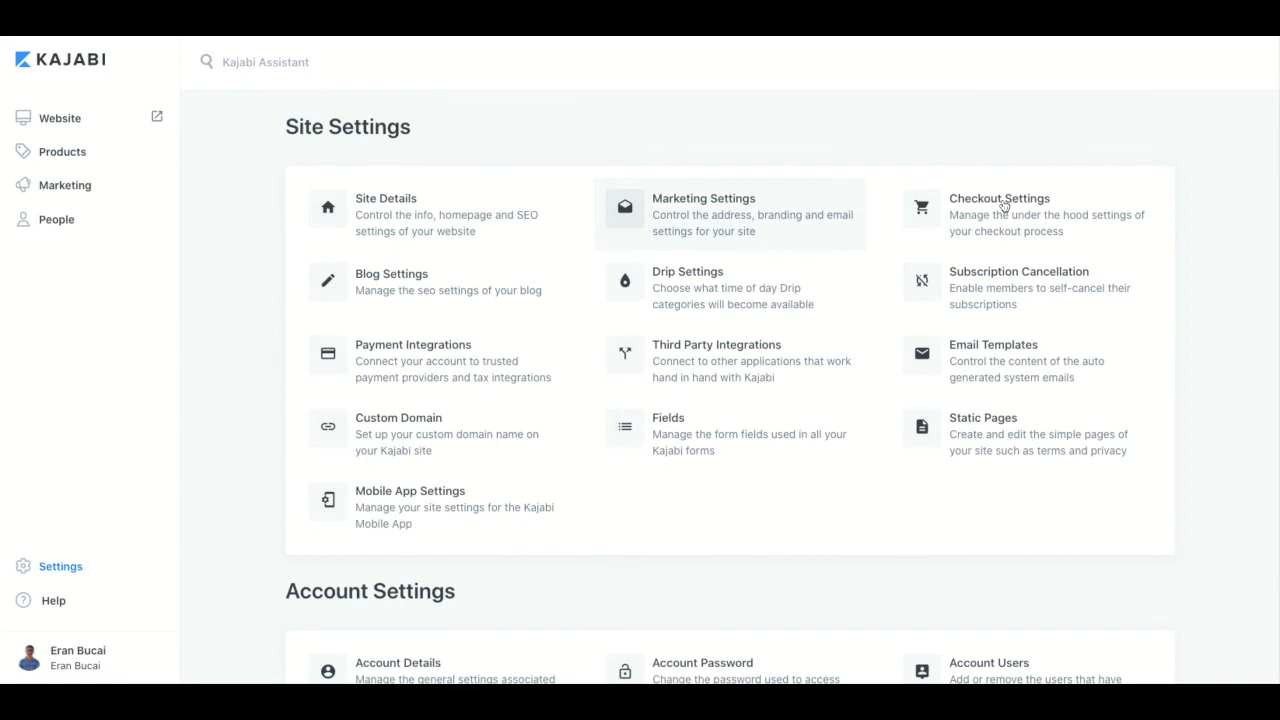 KAJABI
Kajabi Assistant
Website
Products
Marketing
People
Settings
Help
Eran Bucai
Eran Bucai
Site Settings
Site Details
Control the info, homepage and SEO
settings of your website
Marketing Settings
Control the address, branding and email
settings for your site
Checkout Settings
Manage the under the hood settings of
your checkout process
Blog Settings
Manage the seo settings of your blog
Drip Settings
Choose what time of day Drip
categories will become available
Subscription Cancellation
Enable members to self-cancel their
subscriptions
Payment Integrations
Connect your account to trusted
payment providers and tax integrations
Third Party Integrations
Connect to other applications that work
hand in hand with Kajabi
Email Templates
Control the content of the auto
generated system emails
Custom Domain
Set up your custom domain name on
your Kajabi site
Fields
Manage the form fields used in all your
Kajabi forms
Static Pages
Create and edit the simple pages of
your site such as terms and privacy
Mobile App Settings
Manage your site settings for the Kajabi
Mobile App
Account Settings
Account Details
Manage the general settings associated
Account Password
Change the password used to access
Account Users
Add or remove the users that have